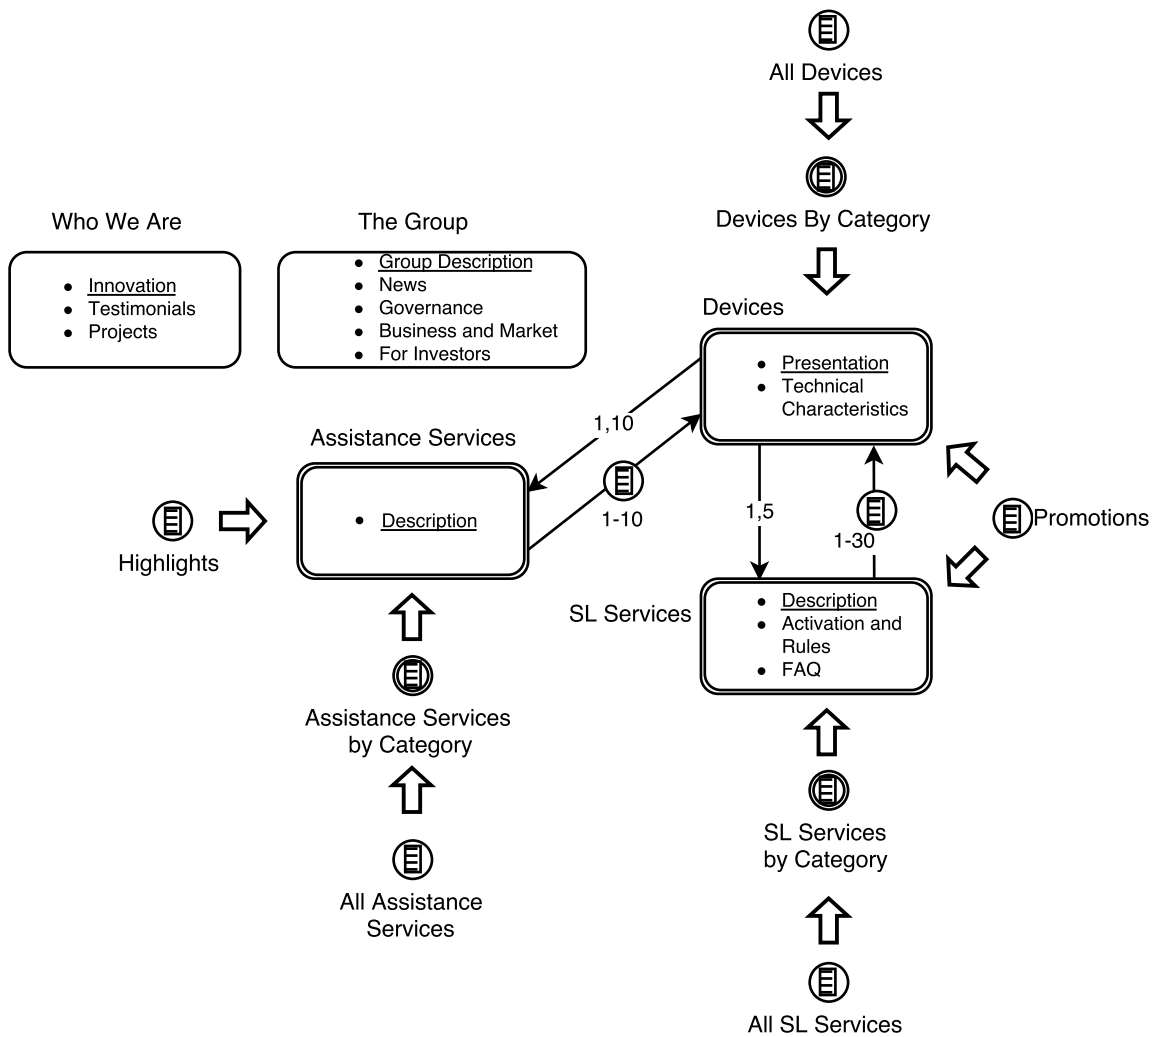 All Devices
Devices By Category
Who We Are
Innovation
Testimonials
Projects
The Group
Group Description
News
Governance
Business and Market
For Investors
Devices
Presentation
Technical
Characteristics
1,10
Assistance Services
Description
1-10
1,5
1-30
Promotions
Highlights
SL Services
Description
Activation and
Rules
FAQ
Assistance Services
by Category
All Assistance
Services
SL Services
by Category
All SL Services